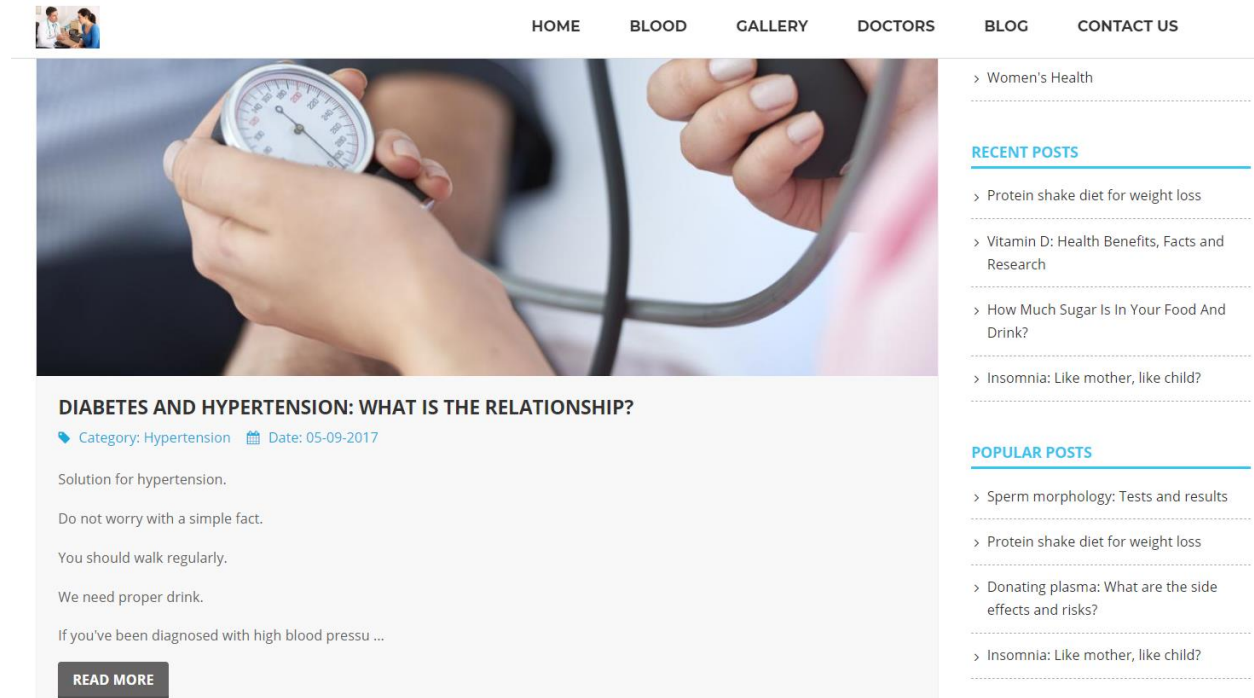 HOME BLOOD GALLERY DOCTORS BLOG CONTACT US
DIABETES AND HYPERTENSION: WHAT IS THE RELATIONSHIP?
Category: Hypertension Date: 05-09-2017
Solution for hypertension.
Do not worry with a simple fact.
You should walk regularly.
We need proper drink.
If you've been diagnosed with high blood pressu ...
READ MORE
Women's Health
RECENT POSTS
Protein shake diet for weight loss
Vitamin D: Health Benefits, Facts and
Research
How Much Sugar Is In Your Food And
Drink?
Insomnia: Like mother, like child?
POPULAR POSTS
Sperm morphology: Tests and results
Protein shake diet for weight loss
Donating plasma: What are the side
effects and risks?
Insomnia: Like mother, like child?